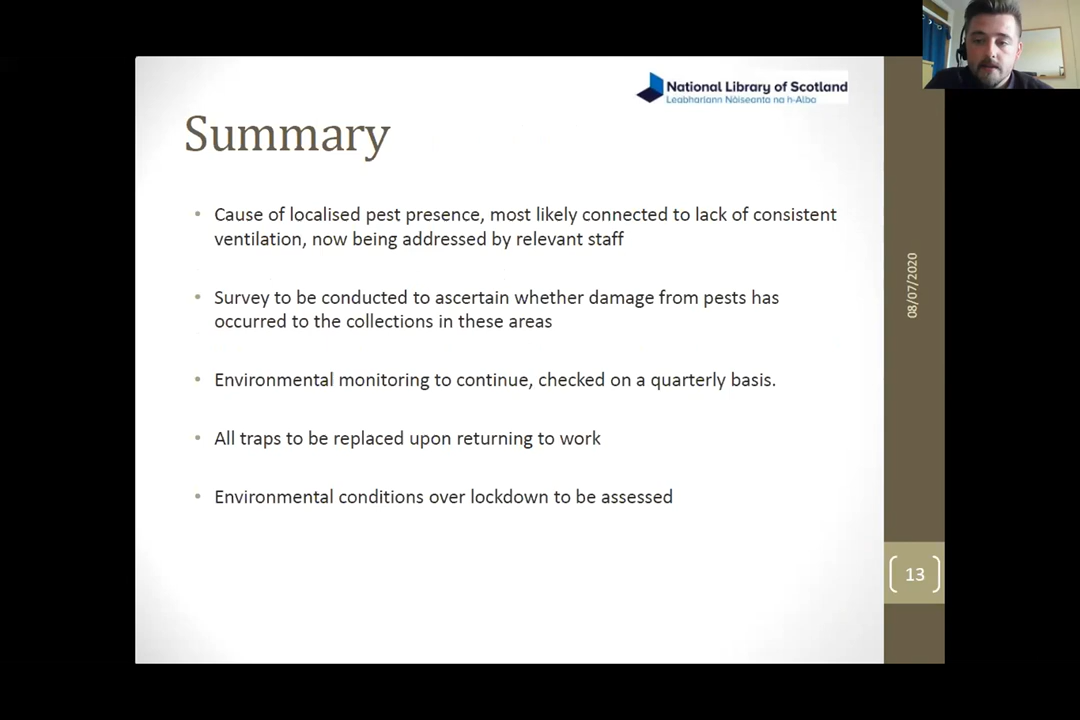 National Library of Scotland
Leabharlann Nàiseanta na h-Alba
Summary
• Cause of localised pest presence, most likely connected to lack of consistent
ventilation, now being addressed by relevant staff
• Survey to be conducted to ascertain whether damage from pests has
occurred to the collections in these areas
• Environmental monitoring to continue, checked on a quarterly basis.
• All traps to be replaced upon returning to work
• Environmental conditions over lockdown to be assessed
08/07/2020
13